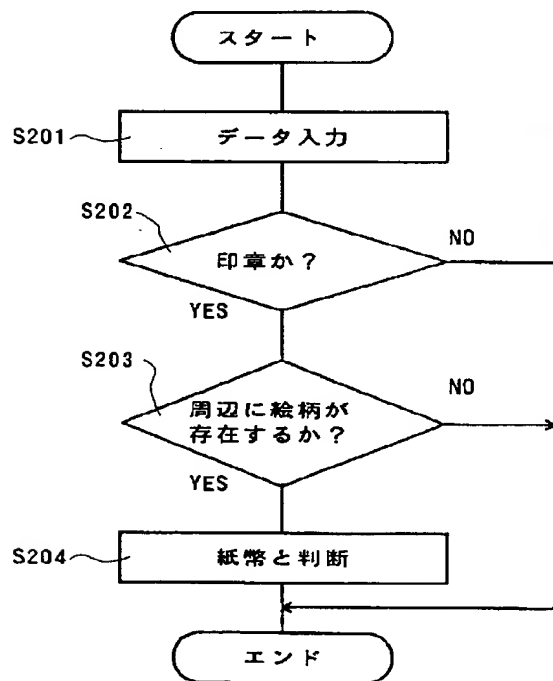 スタート
S201
データ入力
S202
印章か？
NO
YES
S203
周辺に絵柄が
存在するか？
NO
YES
S204
紙幣と判断
エンド